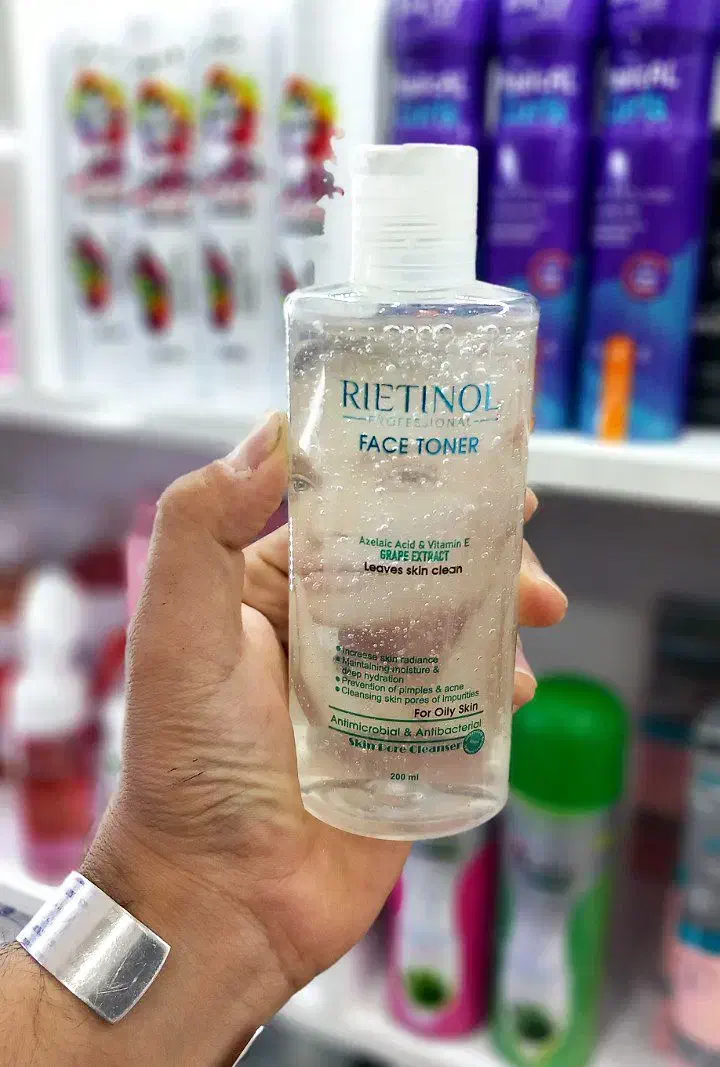 RIETINOL
PROFESSIONAL
FACE TONER
Azelaic Acid & Vitamin E
GRAPE EXTRACT
Leaves skin clean
• Increase skin radiance
• Maintaining moisture &
deep hydration
• Prevention of pimples & acne
• Cleansing skin pores of impurities
For Oily Skin
Antimicrobial & Antibacterial
Skin Pore Cleanser
200 ml